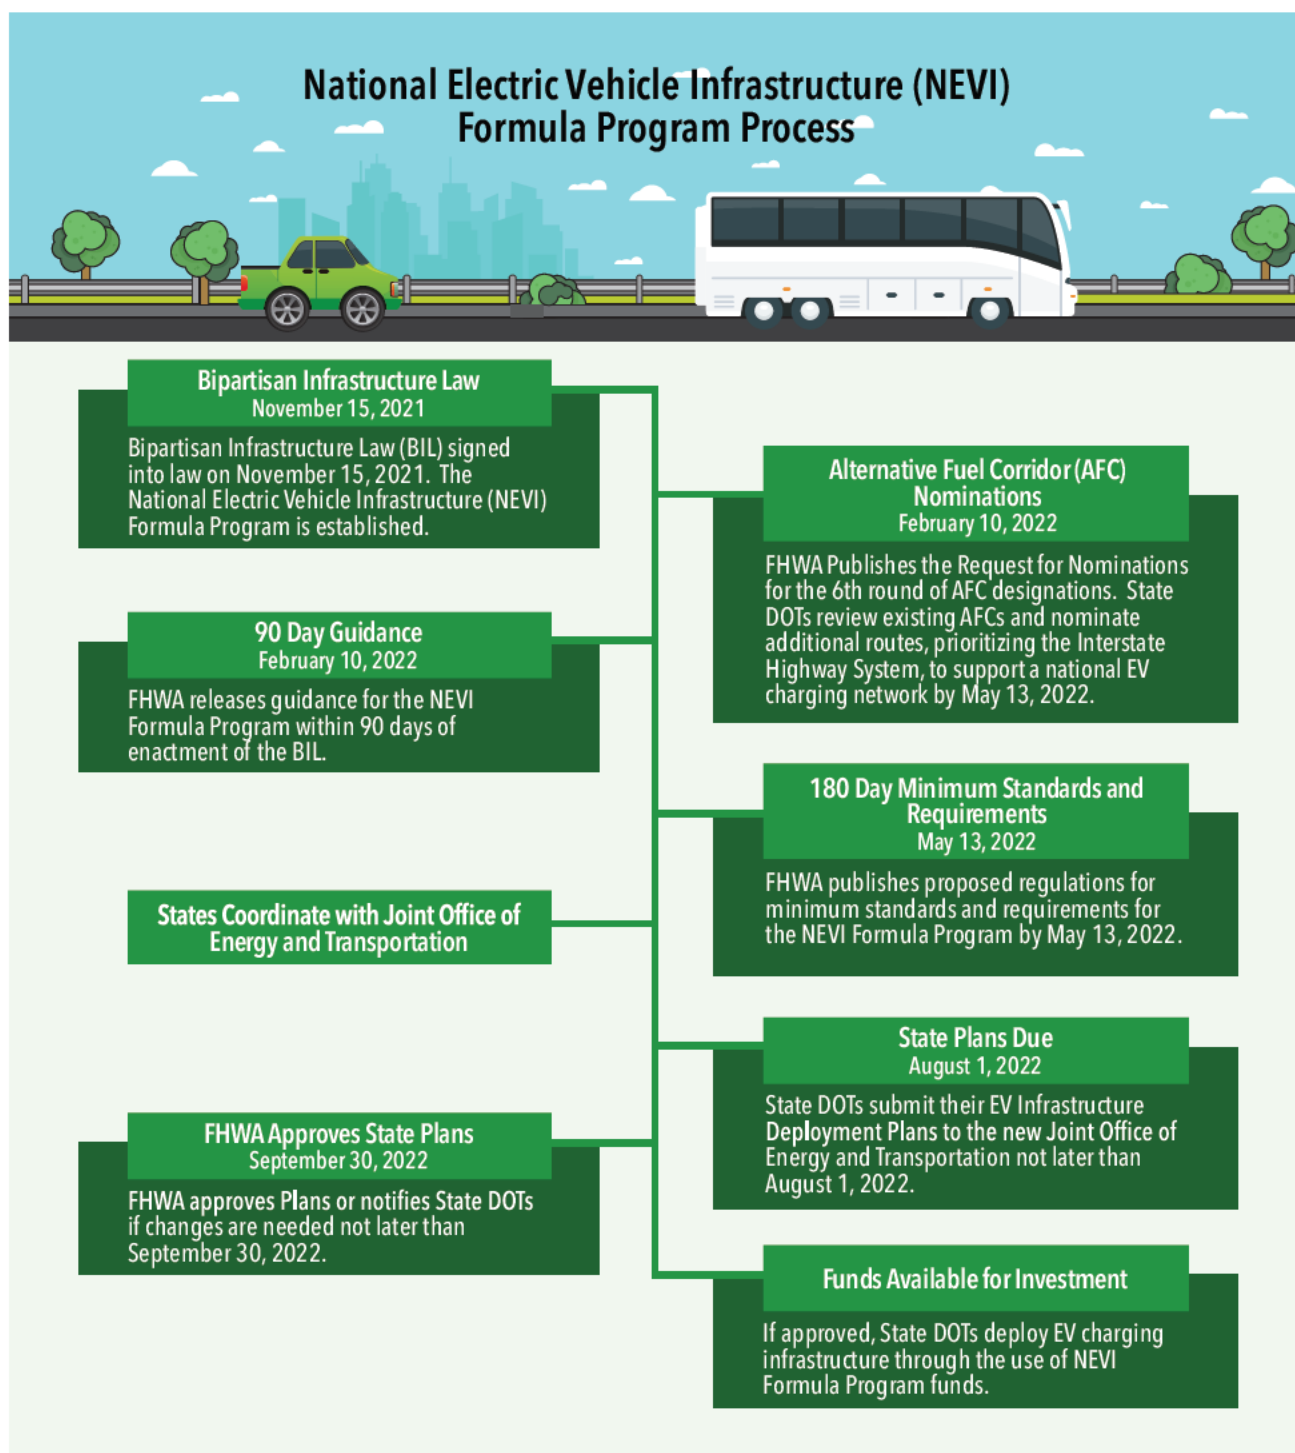 National Electric Vehicle Infrastructure (NEVI)
Formula Program Process
Bipartisan Infrastructure Law
November 15, 2021
Bipartisan Infrastructure Law (BIL) signed
into law on November 15, 2021. The
National Electric Vehicle Infrastructure (NEVI)
Formula Program is established.
Alternative Fuel Corridor (AFC)
Nominations
February 10, 2022
FHWA Publishes the Request for Nominations
for the 6th round of AFC designations. State
DOTs review existing AFCs and nominate
additional routes, prioritizing the Interstate
Highway System, to support a national EV
charging network by May 13, 2022.
90 Day Guidance
February 10, 2022
FHWA releases guidance for the NEVI
Formula Program within 90 days of
enactment of the BIL.
180 Day Minimum Standards and
Requirements
May 13, 2022
FHWA publishes proposed regulations for
minimum standards and requirements for
the NEVI Formula Program by May 13, 2022.
States Coordinate with Joint Office of
Energy and Transportation
State Plans Due
August 1, 2022
State DOTs submit their EV Infrastructure
Deployment Plans to the new Joint Office of
Energy and Transportation not later than
August 1, 2022.
FHWA Approves State Plans
September 30, 2022
FHWA approves Plans or notifies State DOTs
if changes are needed not later than
September 30, 2022.
Funds Available for Investment
If approved, State DOTs deploy EV charging
infrastructure through the use of NEVI
Formula Program funds.